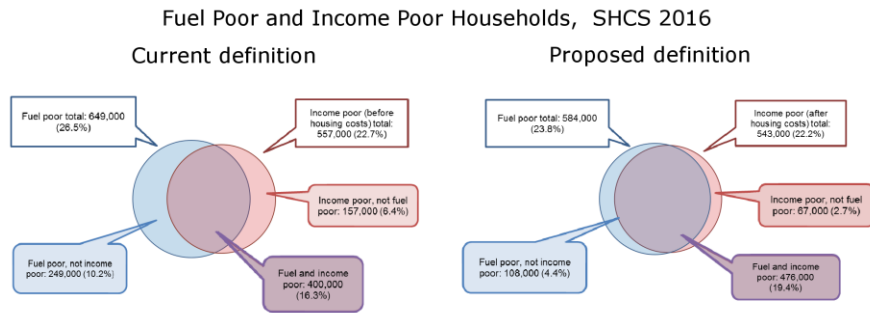 Fuel Poor and Income Poor Households, SHCS 2016
Current definition
Fuel poor total: 649,000
(26.5%)
Income poor (before
housing costs) total:
557,000 (22.7%)
Income poor, not fuel
poor: 157,000 (6.4%)
Fuel poor, not income
poor: 249,000 (10.2%)
Fuel and income
poor: 400,000
(16.3%)
Proposed definition
Fuel poor total: 584,000
(23.8%)
Income poor (after
housing costs) total:
543,000 (22.2%)
Income poor, not fuel
poor: 67,000 (2.7%)
Fuel poor, not income
poor: 108,000 (4.4%)
Fuel and income
poor: 476,000
(19.4%)